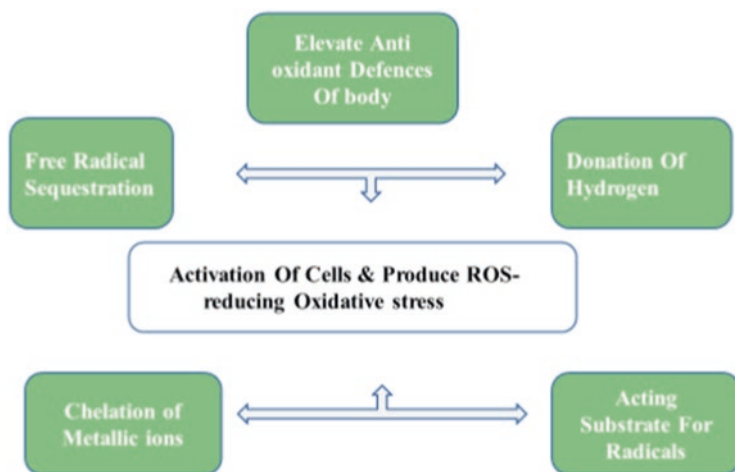 Elevate Anti
oxidant Defences
Of body
Free Radical
Sequestration
Donation Of
Hydrogen
Activation Of Cells & Produce ROS-
reducing Oxidative stress
Chelation of
Metallic ions
Acting
Substrate For
Radicals